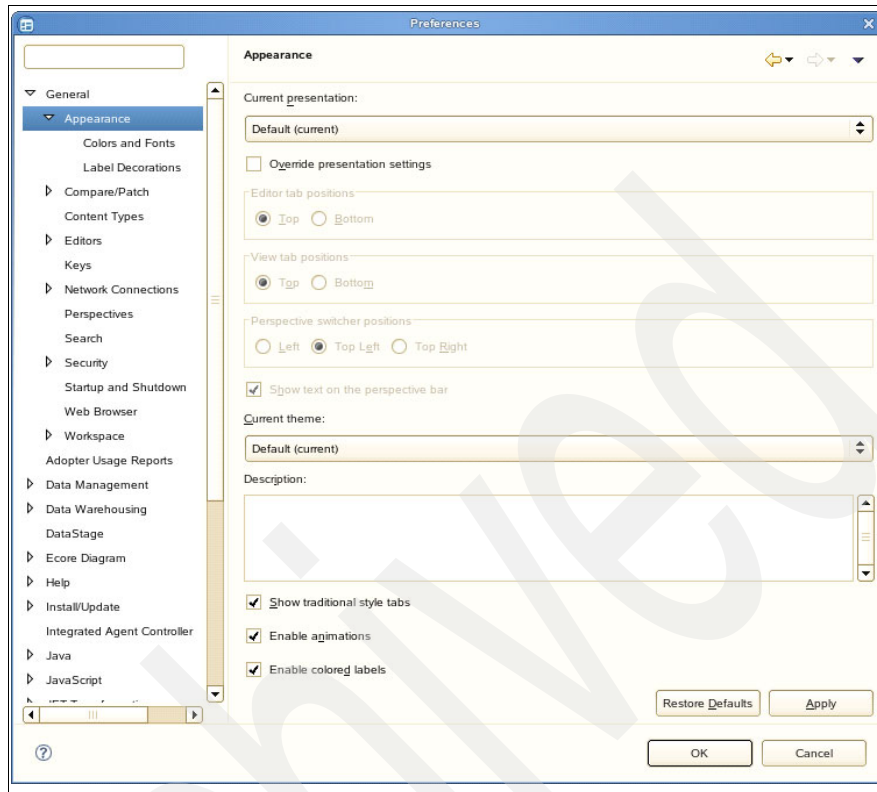 Preferences
Appearance
General
Appearance
Colors and Fonts
Label Decorations
Compare/Patch
Content Types
Editors
Keys
Network Connections
Perspectives
Search
Security
Startup and Shutdown
Web Browser
Workspace
Adopter Usage Reports
Data Management
Data Warehousing
DataStage
Ecore Diagram
Help
Install/Update
Integrated Agent Controller
Java
JavaScript
Current presentation:
Default (current)
Override presentation settings
Editor tab positions
Top Bottom
View tab positions
Top Bottom
Perspective switcher positions
Left Top Left Top Right
Show text on the perspective bar
Current theme:
Default (current)
Description:
Show traditional style tabs
Enable animations
Enable colored labels
Restore Defaults Apply
OK Cancel